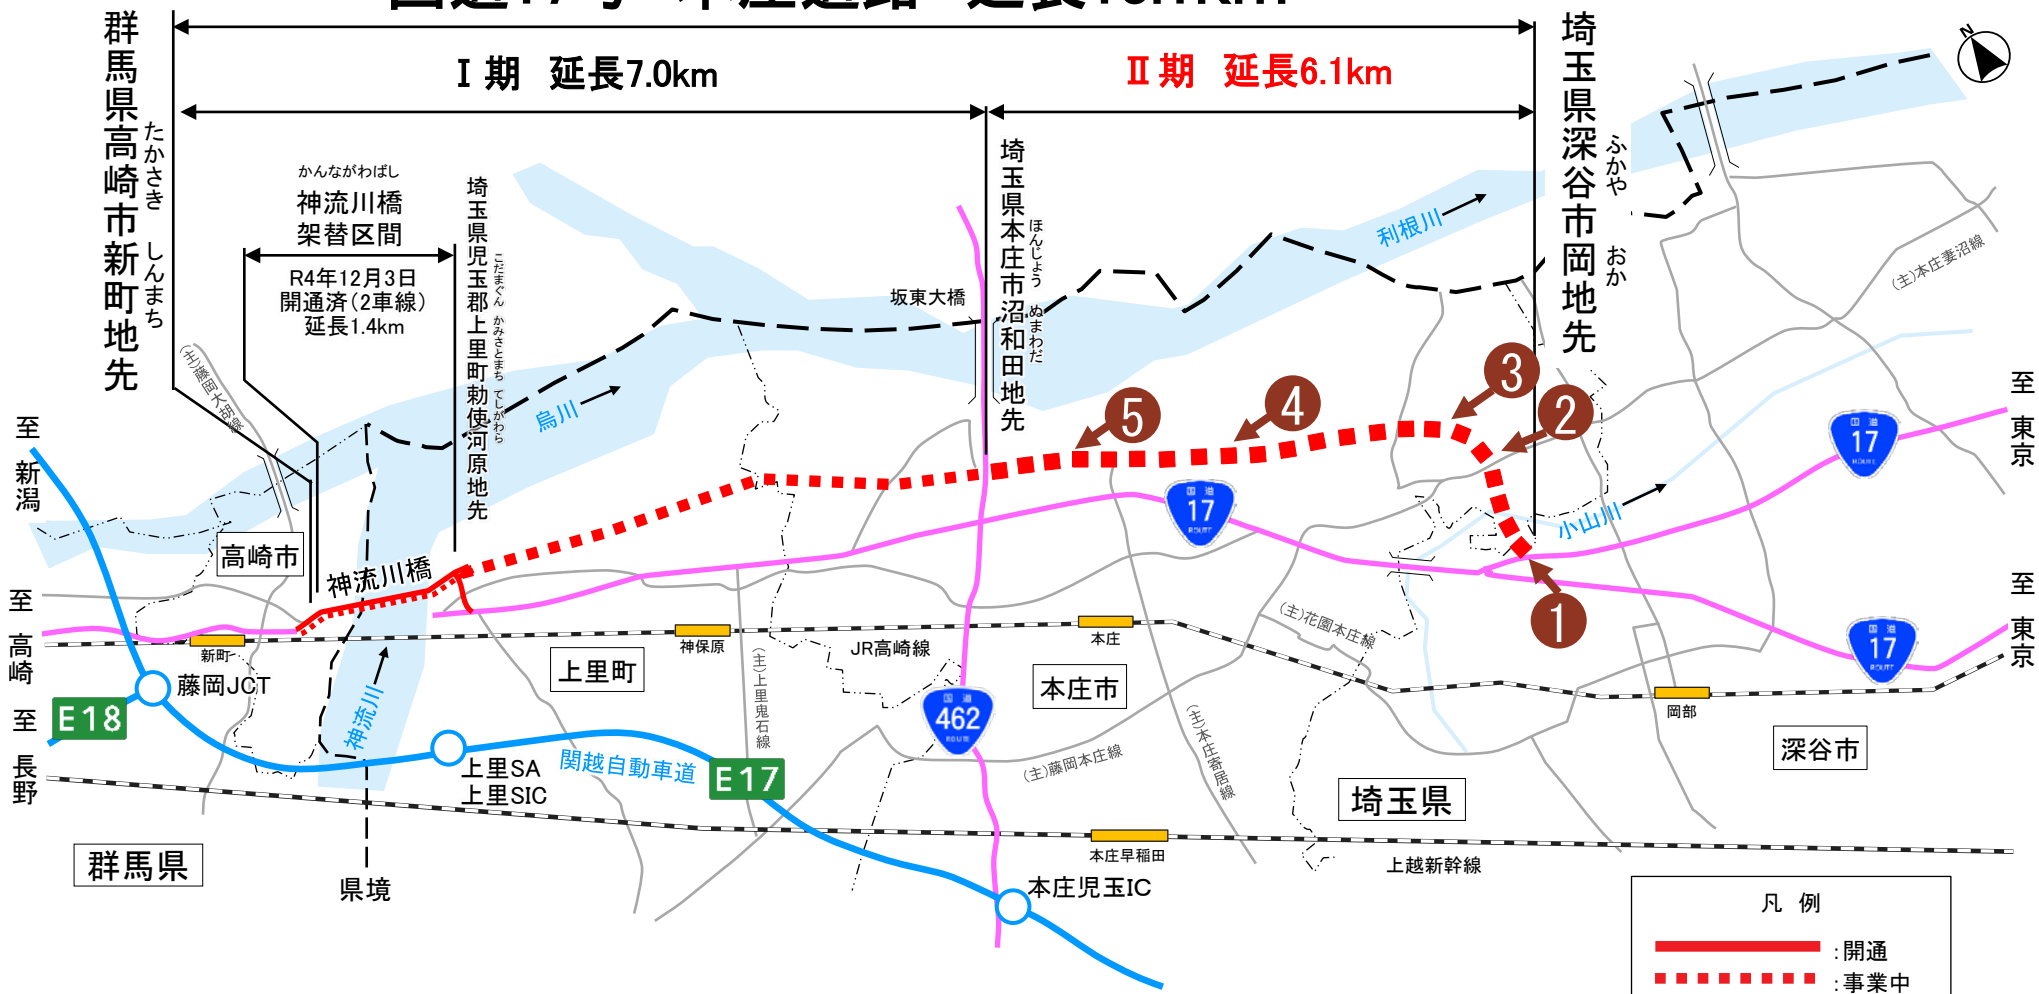 国道17号 本庄道路 延長13.1km
Ⅰ期 延長7.0km
Ⅱ期 延長6.1km
群馬県高崎市新町地先
たかさき しんまち
かんながわばし
神流川橋
架替区間
R4年12月3日
開通済(2車線)
延長1.4km
埼玉県児玉郡上里町勅使河原地先
こだまぐん かみさとまち てしがわら
埼玉県本庄市沼和田地先
ほんじょう ぬまわだ
埼玉県深谷市岡地先
ふかや おか
N
坂東大橋
利根川
烏川
(主)本庄妻沼線
(主)藤岡大胡線
5
4
3
2
1
至 新潟
至 東京
国道
17
ROUTE
国道
17
ROUTE
小山川
高崎市
神流川橋
至 高崎
至 東京
新町
神保原
本庄
(主)花園本庄線
国道
17
ROUTE
藤岡JCT
上里町
(主)上里鬼石線
JR高崎線
本庄市
岡部
E18
至 長野
神流川
国道
462
ROUTE
(主)本庄寄居線
深谷市
上里SA
上里SIC
関越自動車道
E17
(主)藤岡本庄線
埼玉県
群馬県
県境
本庄早稲田
上越新幹線
本庄児玉IC
凡 例
:開通
:事業中